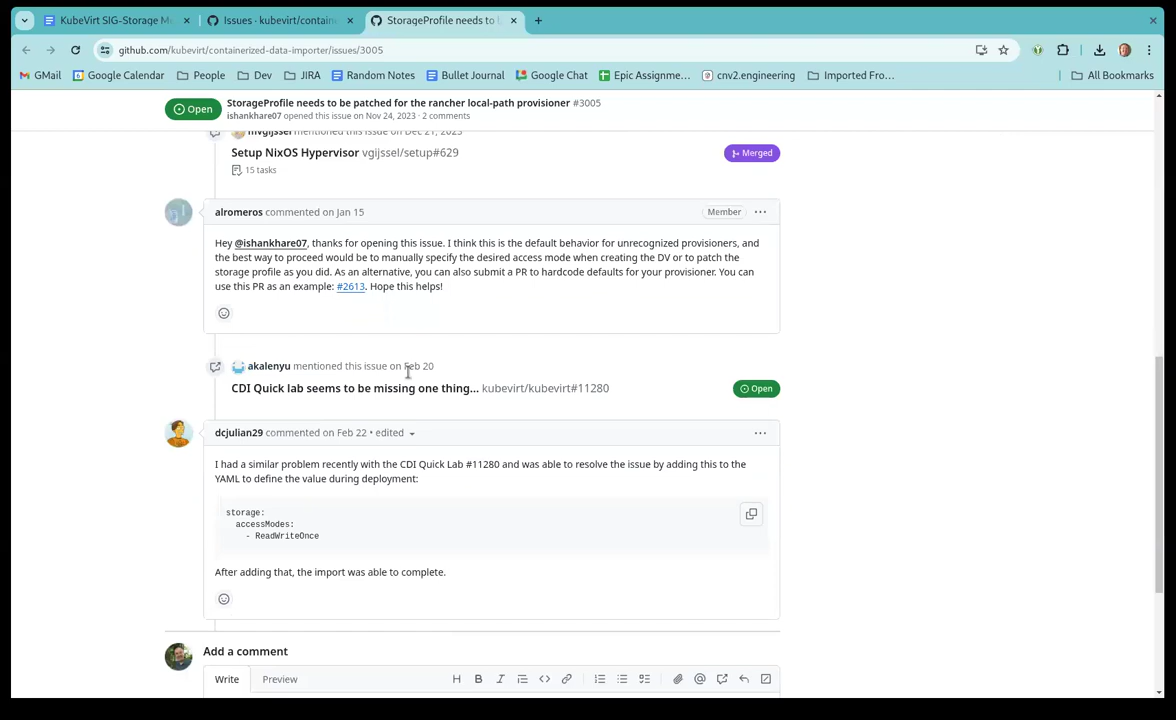 KubeVirt SIG-Storage M
Issues · kubevirt/contain
StorageProfile needs to b
github.com/kubevirt/containerized-data-importer/issues/3005
GMail
Google Calendar
People
Dev
JIRA
Random Notes
Bullet Journal
Google Chat
Epic Assignme…
cnv2.engineering
Imported Fro…
All Bookmarks
Open
StorageProfile needs to be patched for the rancher local-path provisioner #3005
ishankhare07 opened this issue on Nov 24, 2023 · 2 comments
mvgijssel mentioned this issue on Dec 21, 2023
Setup NixOS Hypervisor vgijssel/setup#629
Merged
15 tasks
alromeros commented on Jan 15
Member
Hey @ishankhare07, thanks for opening this issue. I think this is the default behavior for unrecognized provisioners, and
the best way to proceed would be to manually specify the desired access mode when creating the DV or to patch the
storage profile as you did. As an alternative, you can also submit a PR to hardcode defaults for your provisioner. You can
use this PR as an example: #2613. Hope this helps!
akalenyu mentioned this issue on Feb 20
CDI Quick lab seems to be missing one thing... kubevirt/kubevirt#11280
Open
dcjulian29 commented on Feb 22 • edited
I had a similar problem recently with the CDI Quick Lab #11280 and was able to resolve the issue by adding this to the
YAML to define the value during deployment:
storage:
accessModes:
- ReadWriteOnce
After adding that, the import was able to complete.
Add a comment
Write
Preview